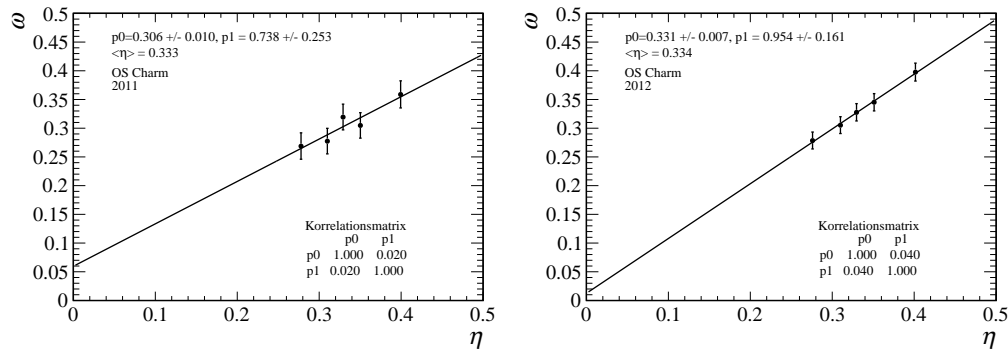 ω
0.5
0.45
0.4
0.35
0.3
0.25
0.2
0.15
0.1
0.05
0
p0=0.306 +/- 0.010, p1 = 0.738 +/- 0.253
<η> = 0.333
OS Charm
2011
Korrelationsmatrix
p0 p1
p0 1.000 0.020
p1 0.020 1.000
0 0.1 0.2 0.3 0.4 0.5
η
ω
0.5
0.45
0.4
0.35
0.3
0.25
0.2
0.15
0.1
0.05
0
p0=0.331 +/- 0.007, p1 = 0.954 +/- 0.161
<η> = 0.334
OS Charm
2012
Korrelationsmatrix
p0 p1
p0 1.000 0.040
p1 0.040 1.000
0 0.1 0.2 0.3 0.4 0.5
η